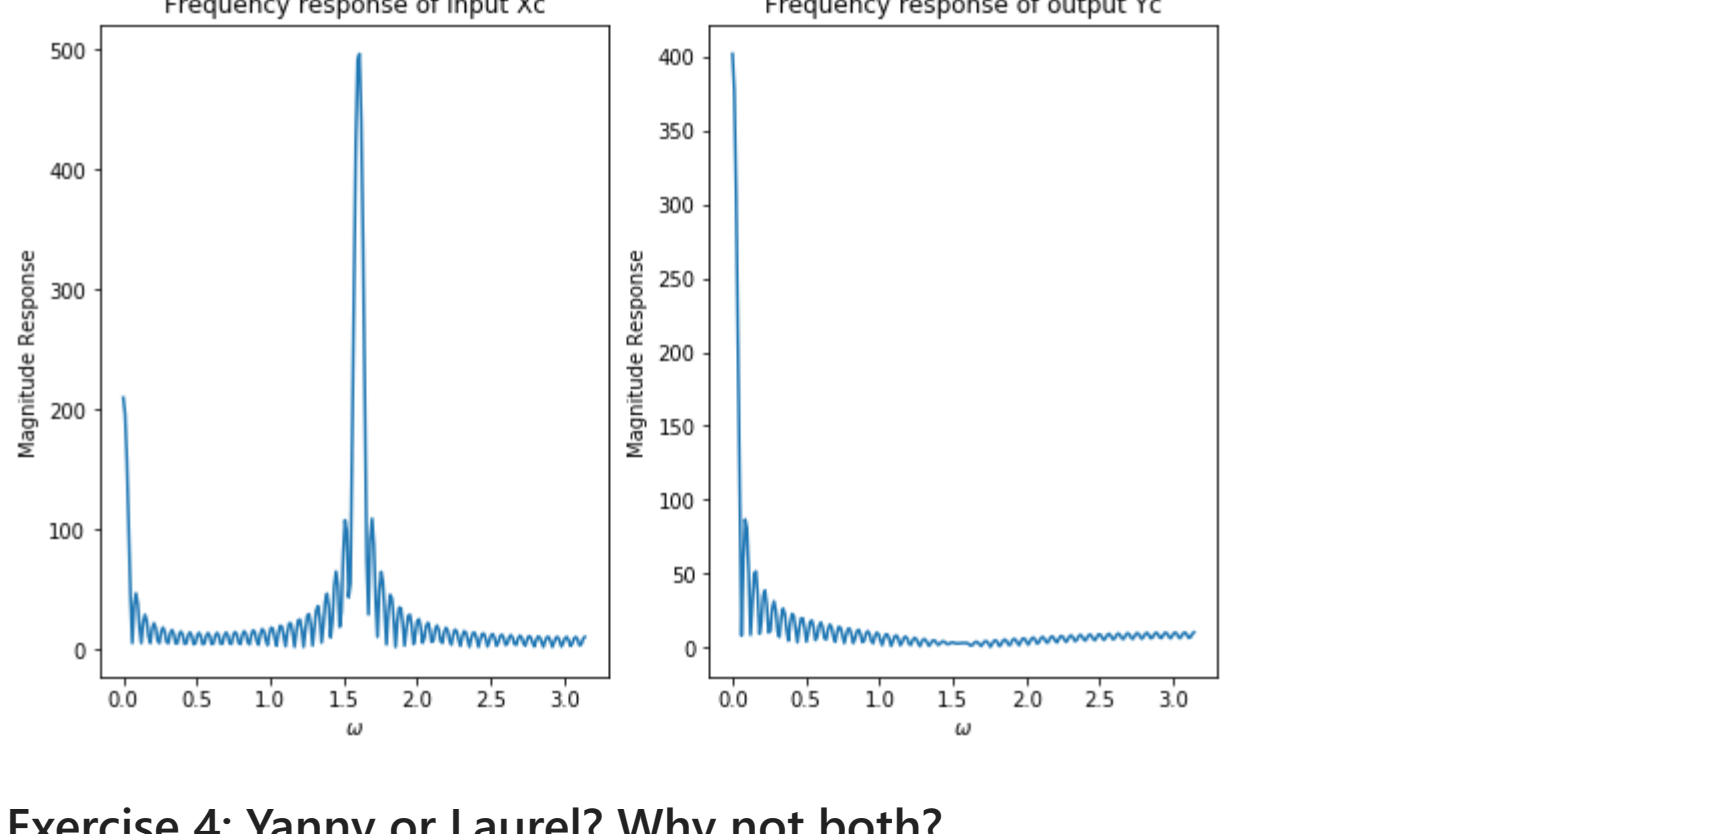 Frequency response of input Xc
Frequency response of output Yc
500
400
300
200
100
0
Magnitude Response
0.0 0.5 1.0 1.5 2.0 2.5 3.0
ω
400
350
300
250
200
150
100
50
0
Magnitude Response
0.0 0.5 1.0 1.5 2.0 2.5 3.0
ω
Exercise 4: Yanny or Laurel? Why not both?